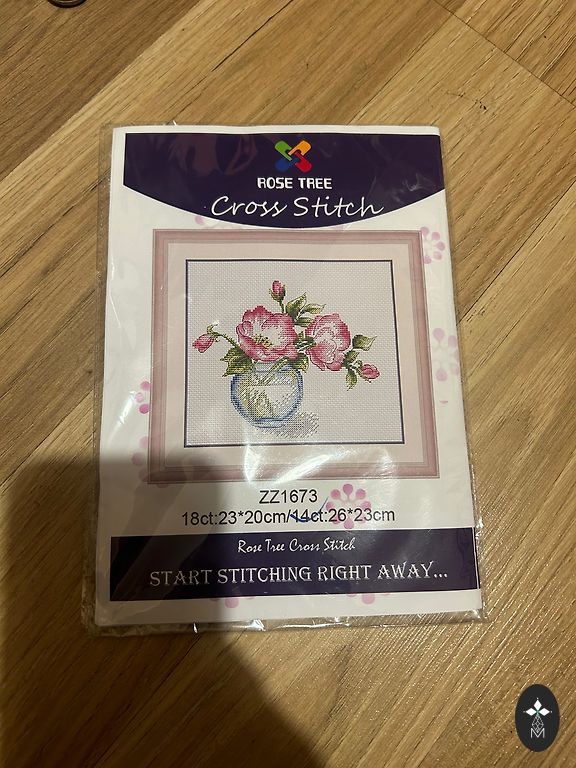 ROSE TREE
Cross Stitch
ZZ1673
18ct:23*20cm/14ct:26*23cm
Rose Tree Cross Stitch
START STITCHING RIGHT AWAY...
M